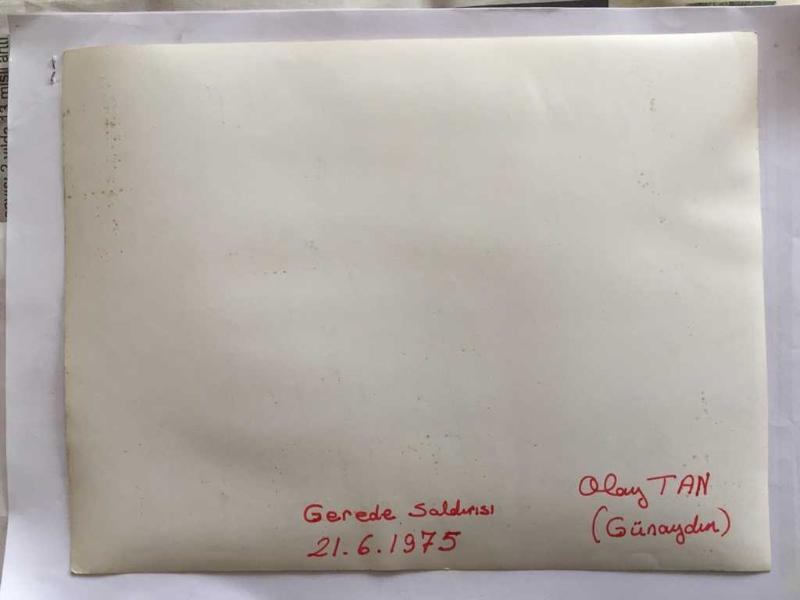 Gerede Saldırısı
21.6.1975
Olay TAN
(Günaydın)